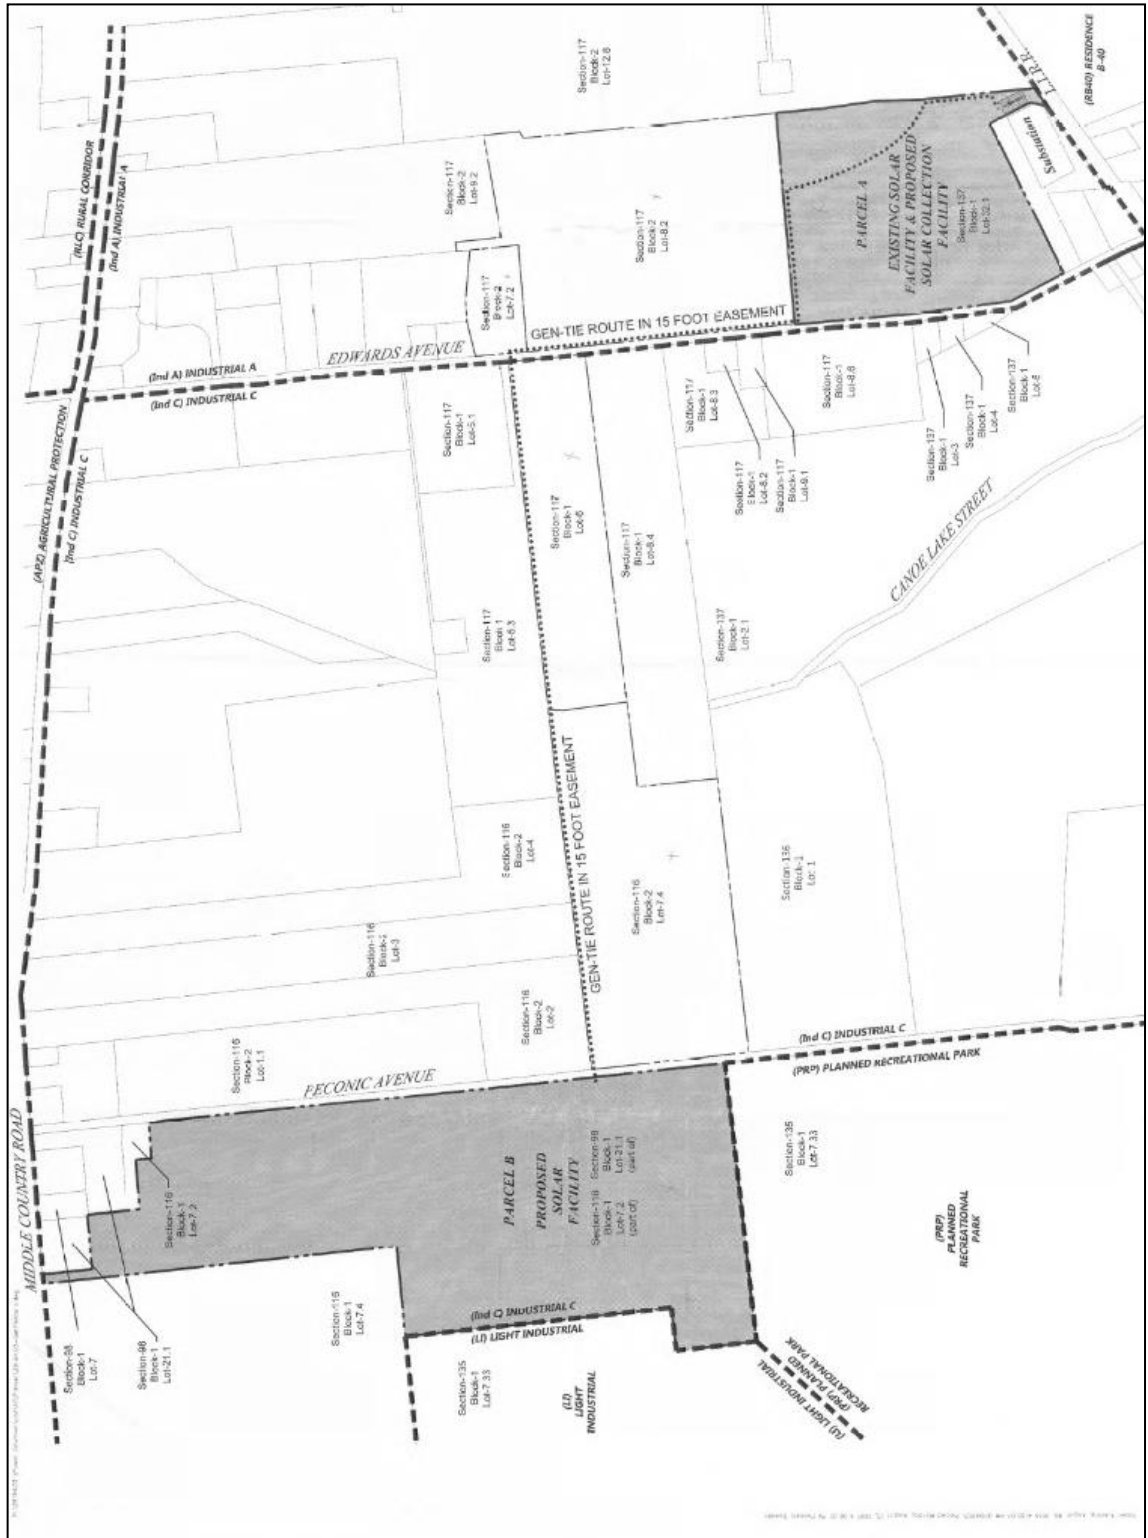 Section-117
Block-2
Lot-12.6
L.I.R.R.
(RB40) RESIDENCE
B-40
(RLC) RURAL CORRIDOR
(Ind A) INDUSTRIAL A
Section-117
Block-2
Lot-9.2
Section-117
Block-2
Lot-8.2
Section-117
Block-2
Lot-7.2
PARCEL A
EXISTING SOLAR
FACILITY & PROPOSED
SOLAR COLLECTION
FACILITY
Section-137
Block-1
Lot-32.1
Substation
GEN-TIE ROUTE IN 15 FOOT EASEMENT
EDWARDS AVENUE
(Ind A) INDUSTRIAL A
(Ind C) INDUSTRIAL C
(APZ) AGRICULTURAL PROTECTION
(Ind C) INDUSTRIAL C
Section-117
Block-1
Lot-5.1
Section-117
Block-1
Lot-8.3
Section-117
Block-1
Lot-8.2
Section-117
Block-1
Lot-9.1
Section-117
Block-1
Lot-8.6
Section-137
Block-1
Lot-3
Section-137
Block-1
Lot-4
Section-137
Block-1
Section-117
Block-1
Lot-6
Section-117
Block-1
Lot-8.4
CANOE LAKE STREET
Section-117
Block-1
Section-137
Block-1
Lot-2.1
GEN-TIE ROUTE IN 15 FOOT EASEMENT
Section-116
Block-2
Lot-4
Section-116
Block-2
Lot-7.4
Section-136
Lot-1
Section-116
Block-2
Lot-3
Section-116
Block-2
Lot-2
Section-116
Block-2
Lot-1.1
PECONIC AVENUE
(Ind C) INDUSTRIAL C
(PRP) PLANNED RECREATIONAL PARK
MIDDLE COUNTRY ROAD
Section-116
Block-1
Lot-7.2
PARCEL B
PROPOSED
SOLAR
FACILITY
Section-116
Block-1
Lot-7.2
(part of)
Section-98
Block-1
Lot-21.1
(part of)
Section-135
Block-1
Lot-7.33
(PRP)
PLANNED
RECREATIONAL
PARK
Section-98
Block-1
Lot-7
Section-98
Block-1
Lot-21.1
Section-116
Block-1
Lot-7.4
(Ind C) INDUSTRIAL C
(LI) LIGHT INDUSTRIAL
Section-135
Block-1
Lot-7.33
(LI)
LIGHT
INDUSTRIAL
(LI) LIGHT INDUSTRIAL
(PRP) PLANNED
RECREATIONAL PARK